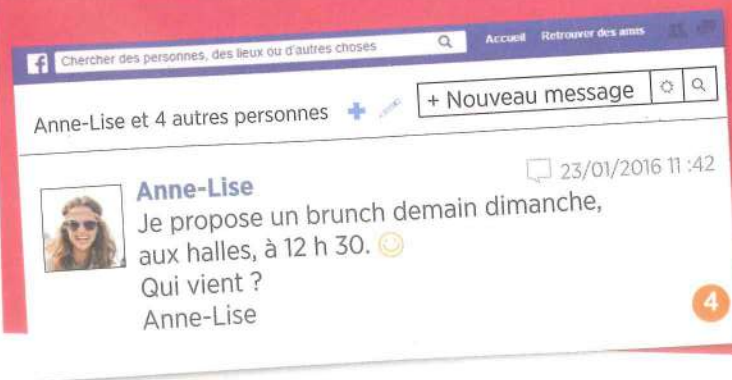 f Chercher des personnes, des lieux ou d'autres choses Accueil Retrouver des amis
Anne-Lise et 4 autres personnes + Nouveau message
Anne-Lise 23/01/2016 11 :42
Je propose un brunch demain dimanche,
aux halles, à 12 h 30.
Qui vient ?
Anne-Lise
4